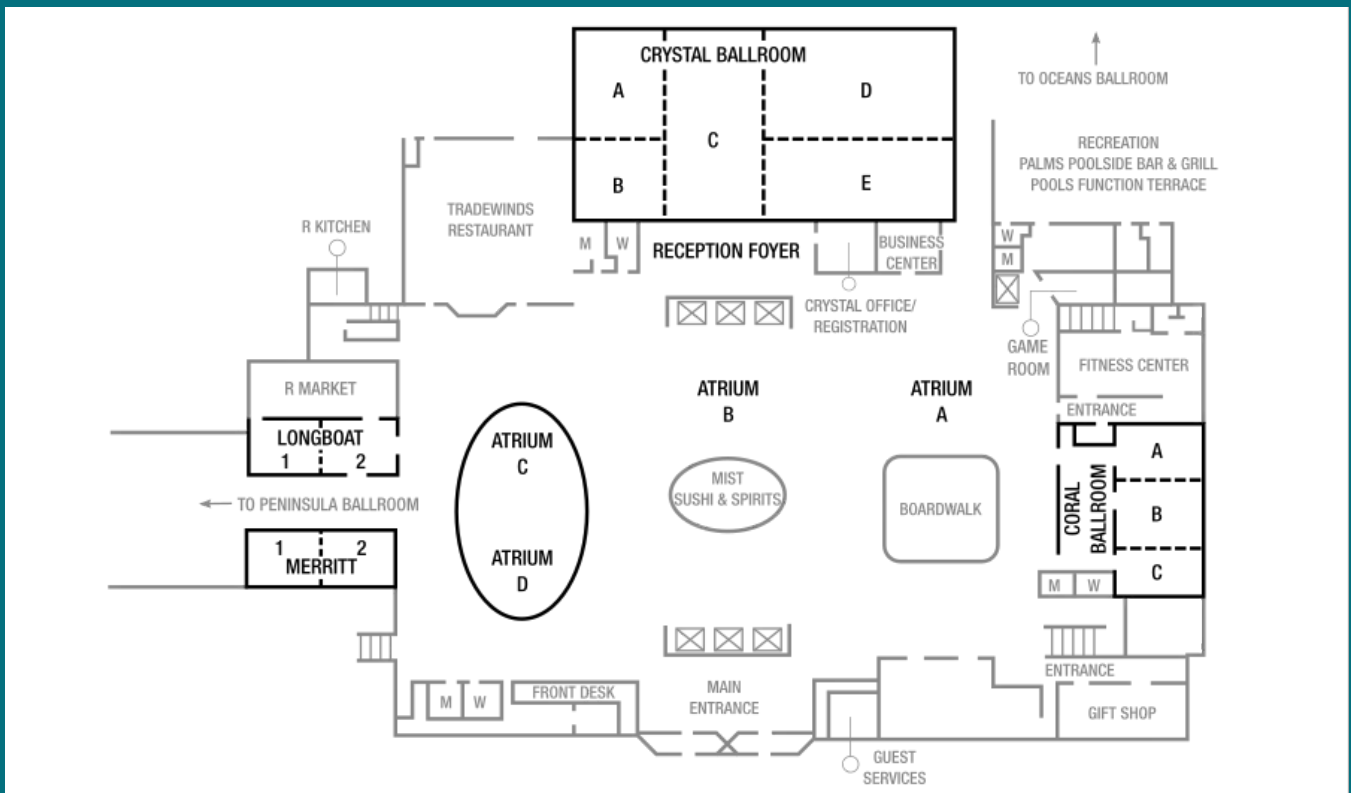 CRYSTAL BALLROOM
A
D
C
B
E
TO OCEANS BALLROOM
RECREATION
PALMS POOLSIDE BAR & GRILL
POOLS FUNCTION TERRACE
TRADEWINDS
RESTAURANT
R KITCHEN
M
W
RECEPTION FOYER
BUSINESS
CENTER
W
M
CRYSTAL OFFICE/
REGISTRATION
GAME
ROOM
FITNESS CENTER
R MARKET
ATRIUM
B
ATRIUM
A
ENTRANCE
LONGBOAT
1
2
ATRIUM
C
MIST
SUSHI & SPIRITS
BOARDWALK
CORAL
BALLROOM
A
B
C
TO PENINSULA BALLROOM
1
2
MERRITT
ATRIUM
D
M
W
ENTRANCE
M
W
FRONT DESK
MAIN
ENTRANCE
GIFT SHOP
GUEST
SERVICES